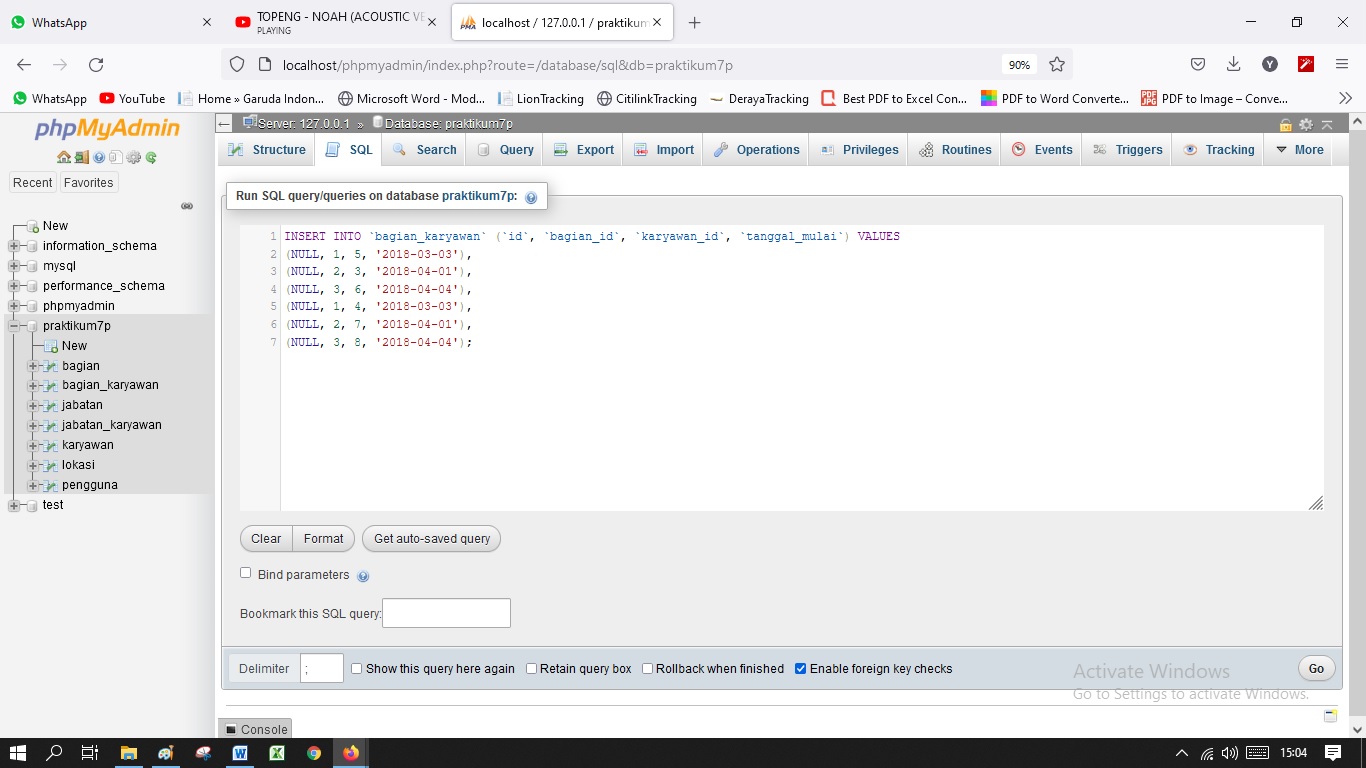 WhatsApp
TOPENG - NOAH (ACOUSTIC VE
PLAYING
localhost / 127.0.0.1 / praktikum
localhost/phpmyadmin/index.php?route=/database/sql&db=praktikum7p
90%
Y
WhatsApp YouTube Home » Garuda Indon... Microsoft Word - Mod... LionTracking CitilinkTracking DerayaTracking Best PDF to Excel Con... PDF to Word Converte... PDF to Image – Conve...
phpMyAdmin
Recent Favorites
New
information_schema
mysql
performance_schema
phpmyadmin
praktikum7p
New
bagian
bagian_karyawan
jabatan
jabatan_karyawan
karyawan
lokasi
pengguna
test
Server: 127.0.0.1 » Database: praktikum7p
Structure SQL Search Query Export Import Operations Privileges Routines Events Triggers Tracking More
Run SQL query/queries on database praktikum7p:
1 INSERT INTO `bagian_karyawan` (`id`, `bagian_id`, `karyawan_id`, `tanggal_mulai`) VALUES
2 (NULL, 1, 5, '2018-03-03'),
3 (NULL, 2, 3, '2018-04-01'),
4 (NULL, 3, 6, '2018-04-04'),
5 (NULL, 1, 4, '2018-03-03'),
6 (NULL, 2, 7, '2018-04-01'),
7 (NULL, 3, 8, '2018-04-04');
Clear Format Get auto-saved query
Bind parameters
Bookmark this SQL query:
Delimiter ; Show this query here again Retain query box Rollback when finished Enable foreign key checks Go
Activate Windows
Go to Settings to activate Windows.
Console
15:04